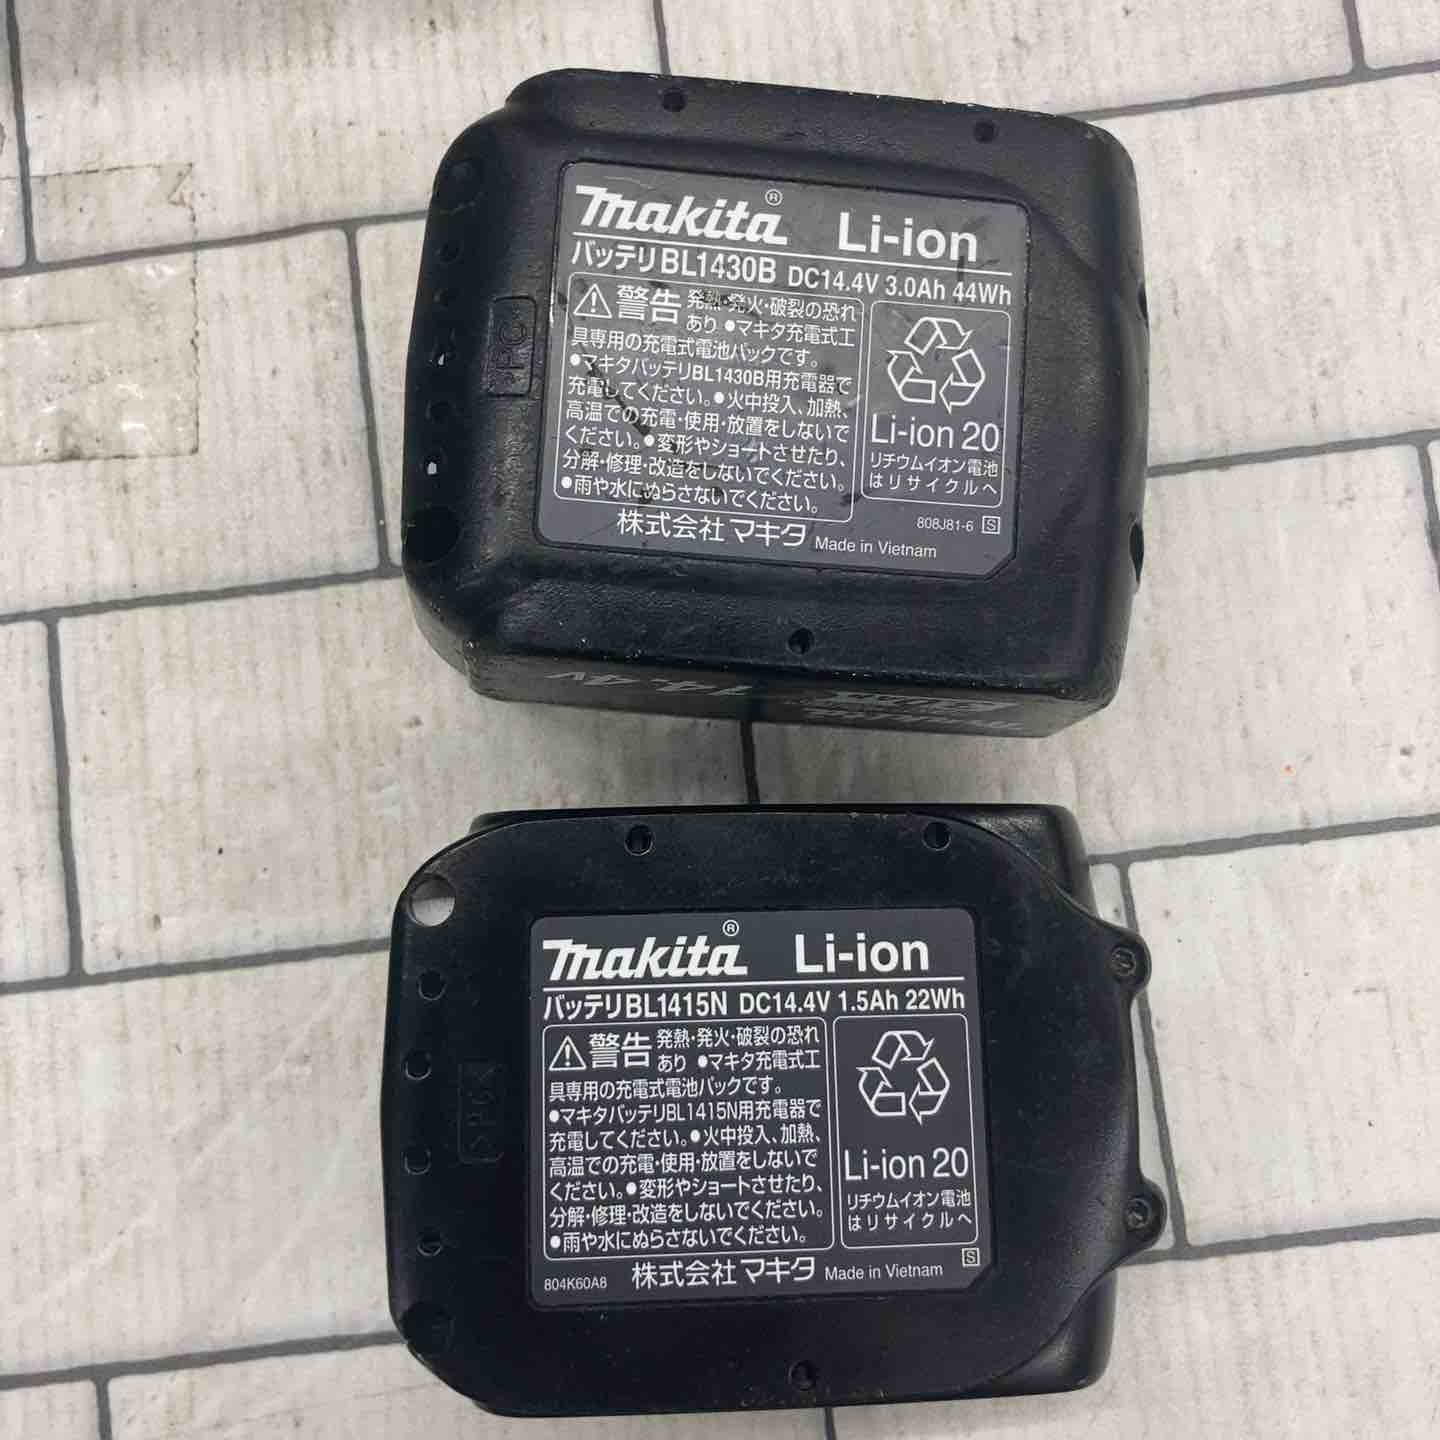 makita® Li-ion
バッテリBL1430B DC14.4V 3.0Ah 44Wh
警告 発熱・発火・破裂の恐れ
あり ●マキタ充電式工
具専用の充電式電池パックです。
●マキタバッテリBL1430B用充電器で
充電してください。●火中投入、加熱、
高温での充電・使用・放置をしないで
ください。●変形やショートさせたり、
分解・修理・改造をしないでください。
●雨や水にぬらさないでください。
Li-ion 20
リチウムイオン電池
はリサイクルへ
808J81-6 S
株式会社マキタ Made in Vietnam
>PC<
14.4V
makita® Li-ion
バッテリBL1415N DC14.4V 1.5Ah 22Wh
警告 発熱・発火・破裂の恐れ
あり ●マキタ充電式工
具専用の充電式電池パックです。
●マキタバッテリBL1415N用充電器で
充電してください。●火中投入、加熱、
高温での充電・使用・放置をしないで
ください。●変形やショートさせたり、
分解・修理・改造をしないでください。
●雨や水にぬらさないでください。
Li-ion 20
リチウムイオン電池
はリサイクルへ
S
804K60A8 株式会社マキタ Made in Vietnam
>PC<